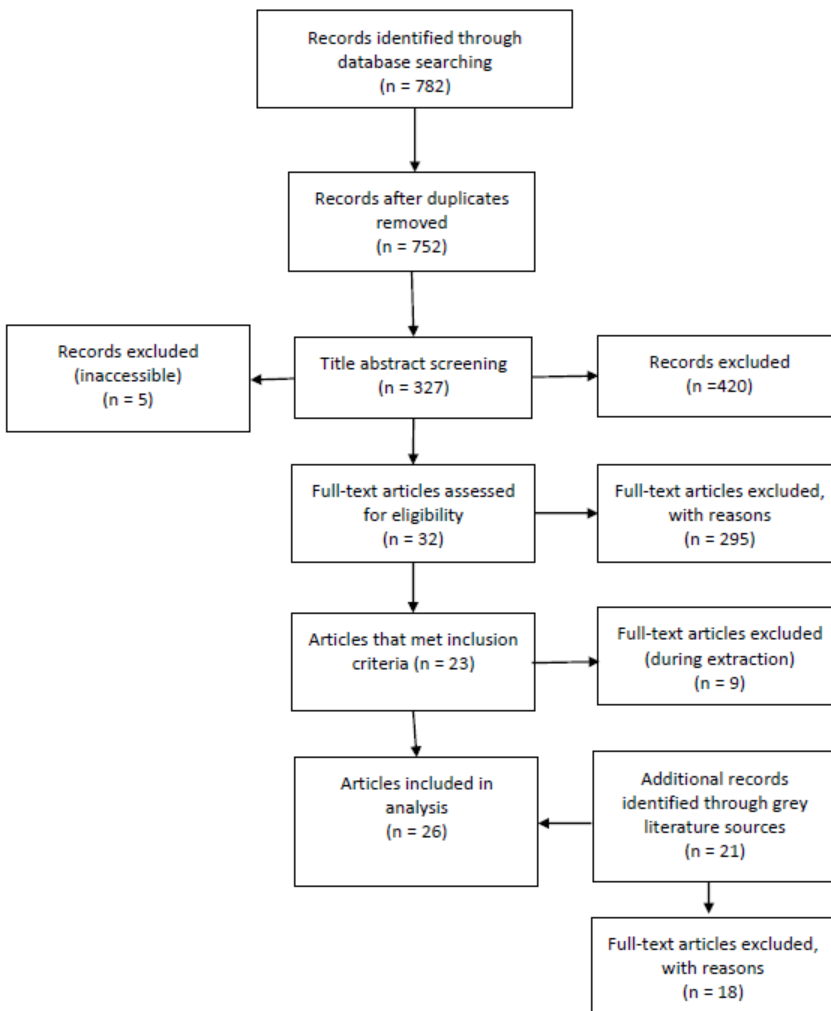 Records identified through
database searching
(n = 782)
Records after duplicates
removed
(n = 752)
Records excluded
(inaccessible)
(n = 5)
Title abstract screening
(n = 327)
Records excluded
(n =420)
Full-text articles assessed
for eligibility
(n = 32)
Full-text articles excluded,
with reasons
(n = 295)
Articles that met inclusion
criteria (n = 23)
Full-text articles excluded
(during extraction)
(n = 9)
Articles included in
analysis
(n = 26)
Additional records
identified through grey
literature sources
(n = 21)
Full-text articles excluded,
with reasons
(n = 18)